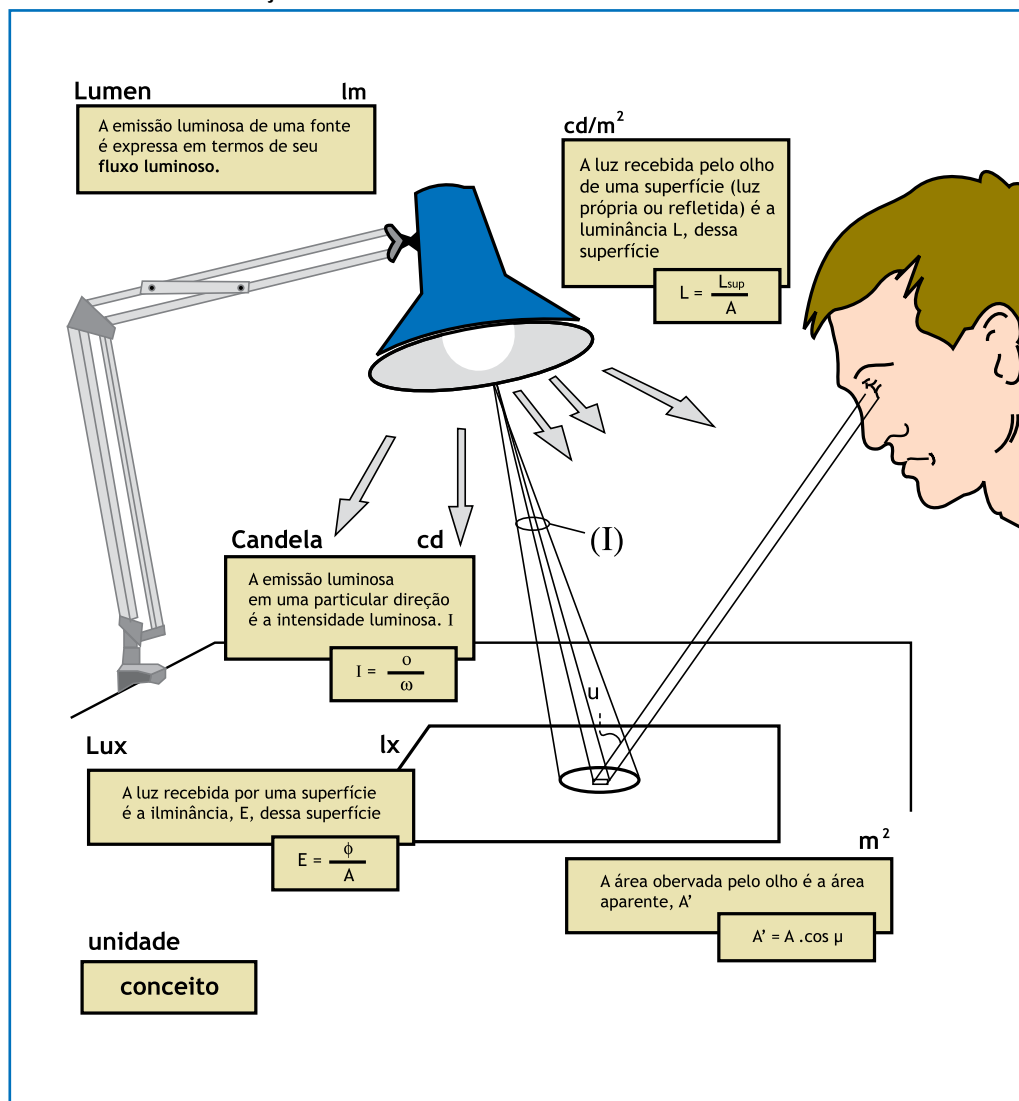 Lumen lm
A emissão luminosa de uma fonte
é expressa em termos de seu
fluxo luminoso.
cd/m²
A luz recebida pelo olho
de uma superfície (luz
própria ou refletida) é a
luminância L, dessa
superfície
L = Lsup / A
(I)
Candela cd
A emissão luminosa
em uma particular direção
é a intensidade luminosa. I
I = o / ω
u
Lux lx
A luz recebida por uma superfície
é a ilminância, E, dessa superfície
E = ϕ / A
m²
A área obervada pelo olho é a área
aparente, A’
A’ = A .cos μ
unidade
conceito